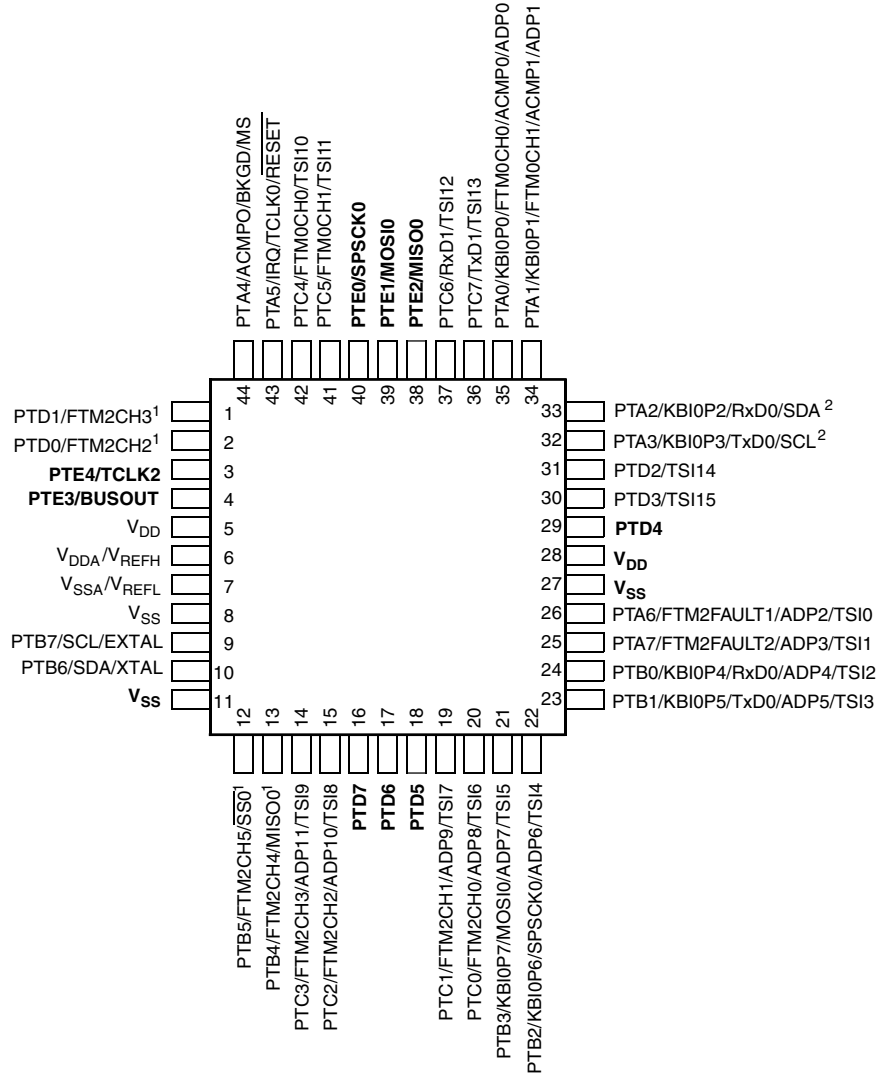 PTA4/ACMPO/BKGD/MS
PTA5/IRQ/TCLK0/RESET
PTC4/FTM0CH0/TSI10
PTC5/FTM0CH1/TSI11
PTE0/SPSCK0
PTE1/MOSI0
PTE2/MISO0
PTC6/RxD1/TSI12
PTC7/TxD1/TSI13
PTA0/KBI0P0/FTM0CH0/ACMP0/ADP0
PTA1/KBI0P1/FTM0CH1/ACMP1/ADP1
44
43
42
41
40
39
38
37
36
35
34
PTD1/FTM2CH3¹ 1
PTD0/FTM2CH2¹ 2
PTE4/TCLK2 3
PTE3/BUSOUT 4
VDD 5
VDDA/VREFH 6
VSSA/VREFL 7
VSS 8
PTB7/SCL/EXTAL 9
PTB6/SDA/XTAL 10
VSS 11
33 PTA2/KBI0P2/RxD0/SDA²
32 PTA3/KBI0P3/TxD0/SCL²
31 PTD2/TSI14
30 PTD3/TSI15
29 PTD4
28 VDD
27 VSS
26 PTA6/FTM2FAULT1/ADP2/TSI0
25 PTA7/FTM2FAULT2/ADP3/TSI1
24 PTB0/KBI0P4/RxD0/ADP4/TSI2
23 PTB1/KBI0P5/TxD0/ADP5/TSI3
12
13
14
15
16
17
18
19
20
21
22
PTB5/FTM2CH5/SS0¹
PTB4/FTM2CH4/MISO0¹
PTC3/FTM2CH3/ADP11/TSI9
PTC2/FTM2CH2/ADP10/TSI8
PTD7
PTD6
PTD5
PTC1/FTM2CH1/ADP9/TSI7
PTC0/FTM2CH0/ADP8/TSI6
PTB3/KBI0P7/MOSI0/ADP7/TSI5
PTB2/KBI0P6/SPSCK0/ADP6/TSI4